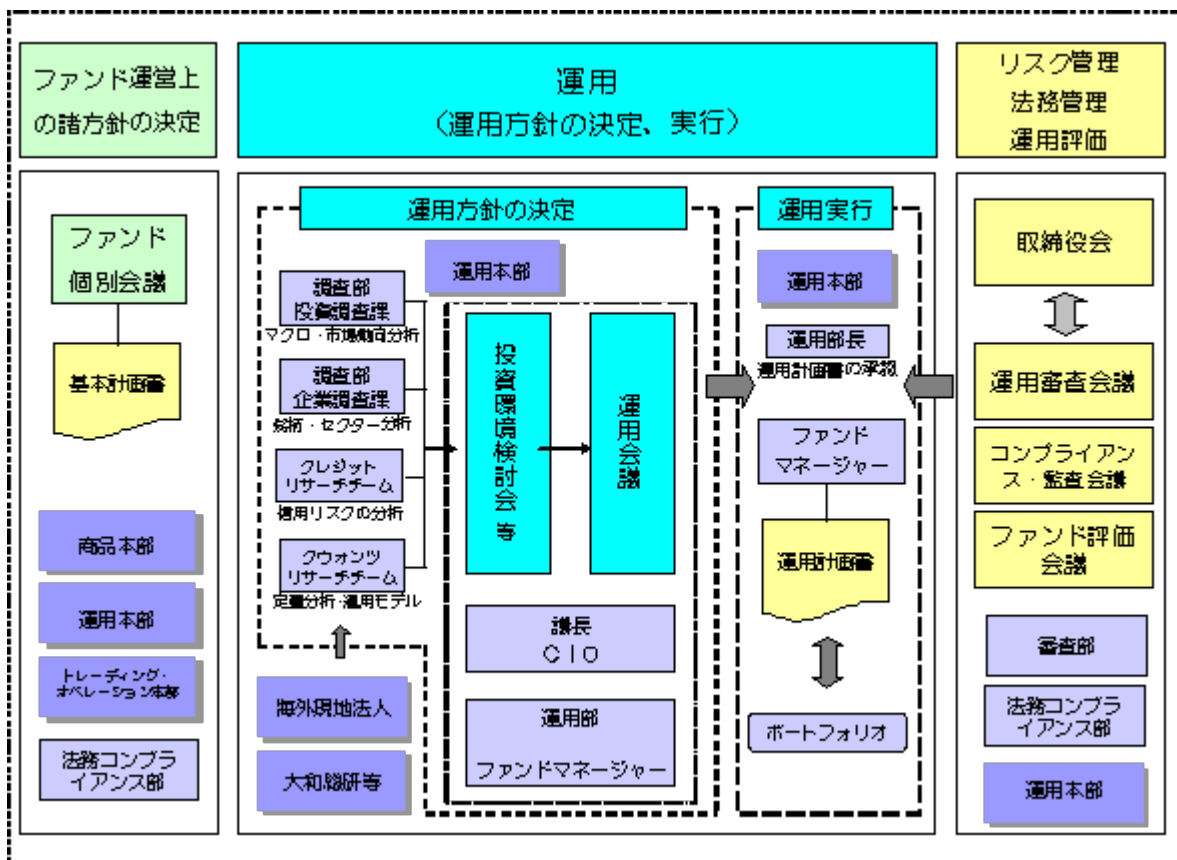 ファンド運営上
の諸方針の決定
運用
（運用方針の決定、実行）
リスク管理
法務管理
運用評価
ファンド
個別会議
基本計画書
商品本部
運用本部
トレーディング・
オペレーション本部
法務コンプラ
イアンス部
運用方針の決定
運用本部
調査部
投資調査課
マクロ・市場動向分析
調査部
企業調査課
銘柄・セクター分析
クレジット
リサーチチーム
信用リスクの分析
クウォンツ
リサーチチーム
定量分析・運用モデル
海外現地法人
大和総研等
投資環境検討会 等
運用会議
議長
ＣＩＯ
運用部
ファンドマネージャー
運用実行
運用本部
運用部長
運用計画書の承認
ファンド
マネージャー
運用計画書
ポートフォリオ
取締役会
運用審査会議
コンプライアン
ス・監査会議
ファンド評価
会議
審査部
法務コンプラ
イアンス部
運用本部